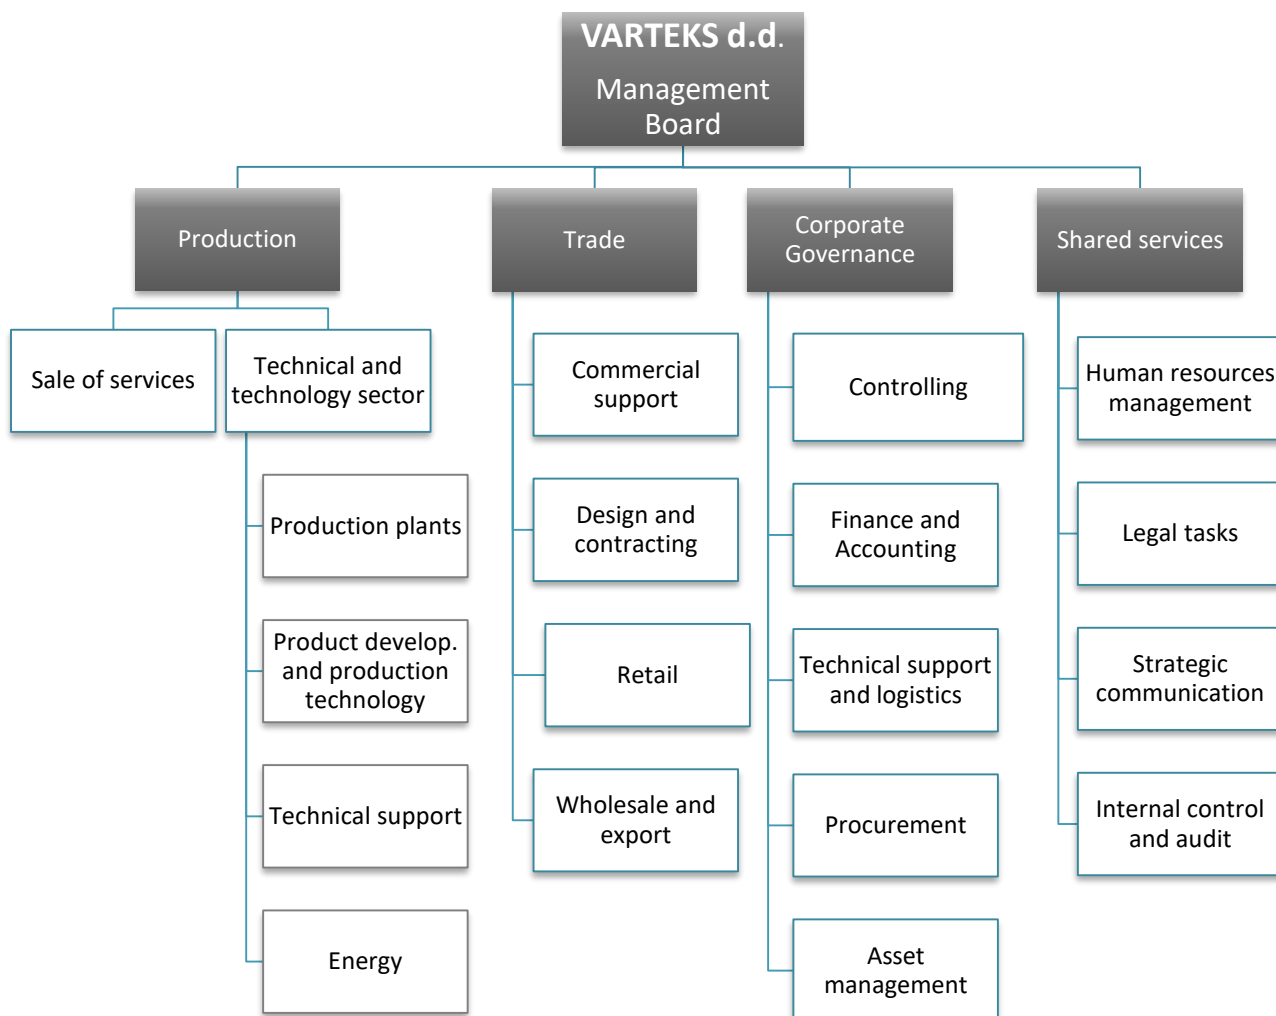 VARTEKS d.d.
Management
Board
Production
Trade
Corporate
Governance
Shared services
Sale of services
Technical and
technology sector
Production plants
Product develop.
and production
technology
Technical support
Energy
Commercial
support
Design and
contracting
Retail
Wholesale and
export
Controlling
Finance and
Accounting
Technical support
and logistics
Procurement
Asset
management
Human resources
management
Legal tasks
Strategic
communication
Internal control
and audit